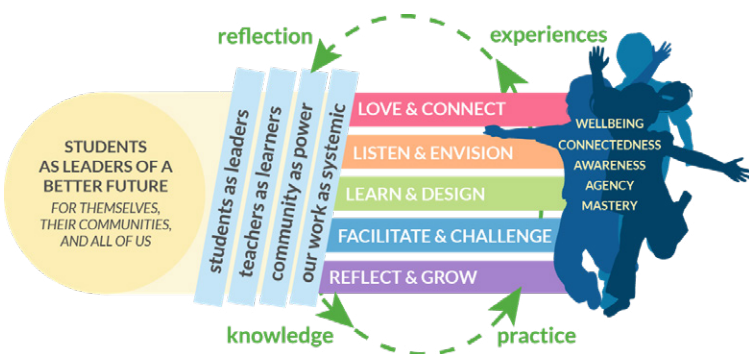 reflection
experiences
STUDENTS
AS LEADERS OF A
BETTER FUTURE
FOR THEMSELVES,
THEIR COMMUNITIES,
AND ALL OF US
students as leaders
teachers as learners
community as power
our work as systemic
LOVE & CONNECT
LISTEN & ENVISION
LEARN & DESIGN
FACILITATE & CHALLENGE
REFLECT & GROW
WELLBEING
CONNECTEDNESS
AWARENESS
AGENCY
MASTERY
knowledge
practice